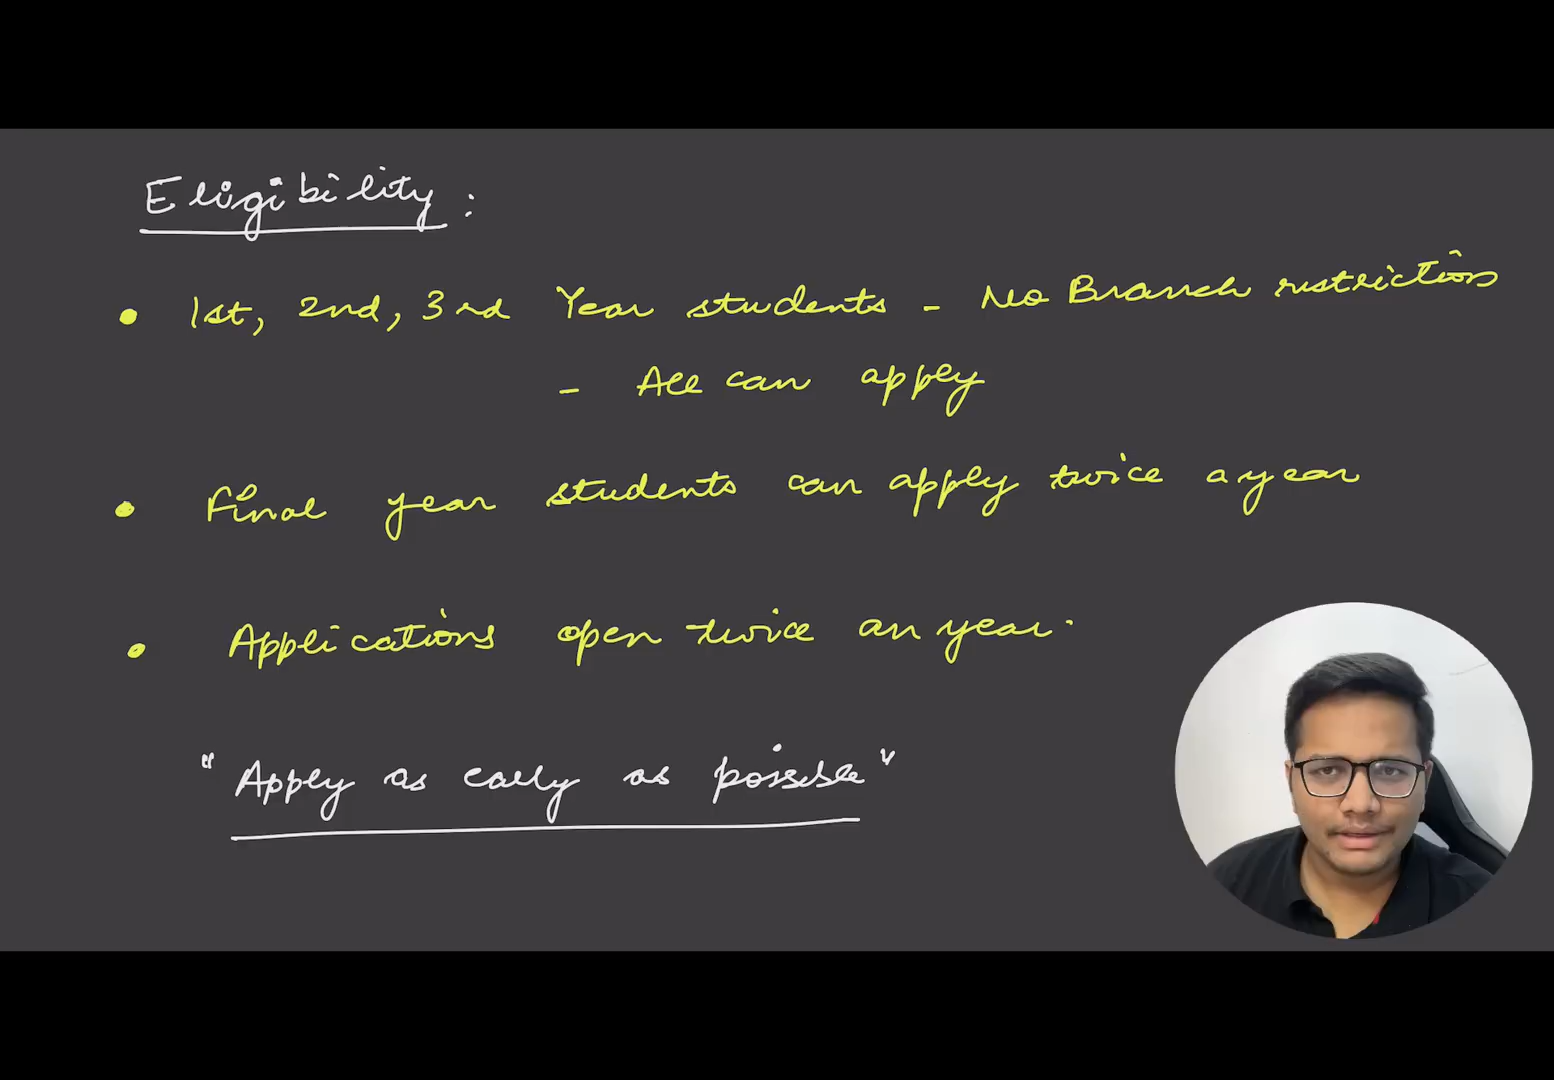 Eligibility :
• 1st, 2nd, 3rd Year students - No Branch restriction
- All can apply
• Final year students can apply twice a year
• Applications open twice an year.
"Apply as early as possible"